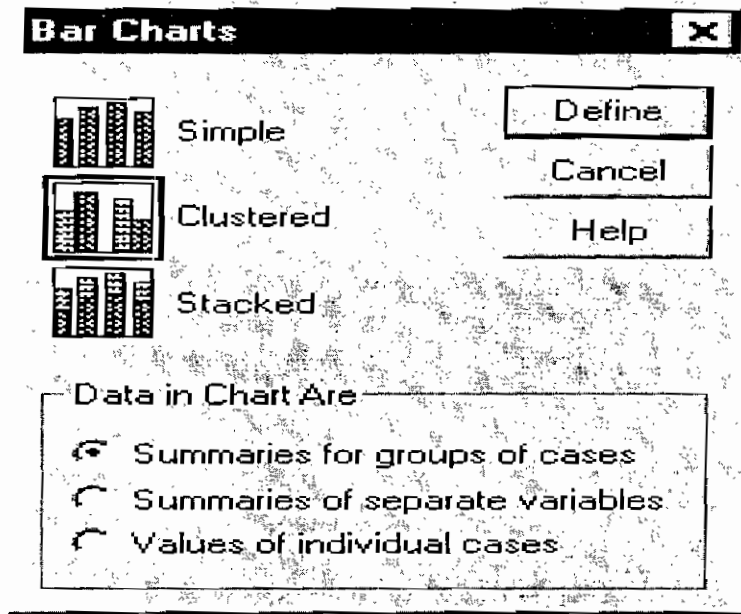 Bar Charts
Simple
Define
Cancel
Clustered
Help
Stacked
Data in Chart Are
Summaries for groups of cases
Summaries of separate variables
Values of individual cases